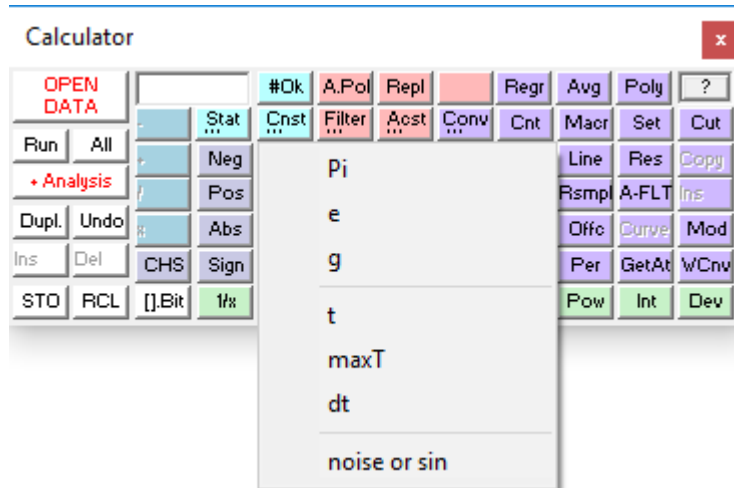 Calculator x
OPEN DATA #Ok A.Pol Repl Regr Avg Poly ?
- Stat Cnst Filter Acst Conv Cnt Macr Set Cut
Run All + Neg Line Res Copy
+ Analysis / Pos Rsmpl A-FLT Ins
Dupl. Undo x Abs Offc Curve Mod
Ins Del CHS Sign Per GetAt WCnv
STO RCL [].Bit 1/x Pow Int Dev
Pi
e
g
t
maxT
dt
noise or sin